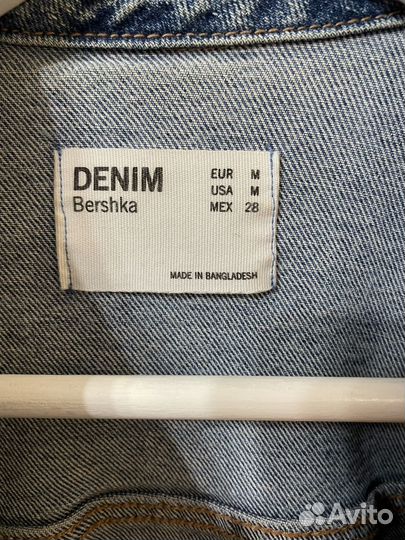 DENIM
Bershka
EUR M
USA M
MEX 28
MADE IN BANGLADESH
Avito